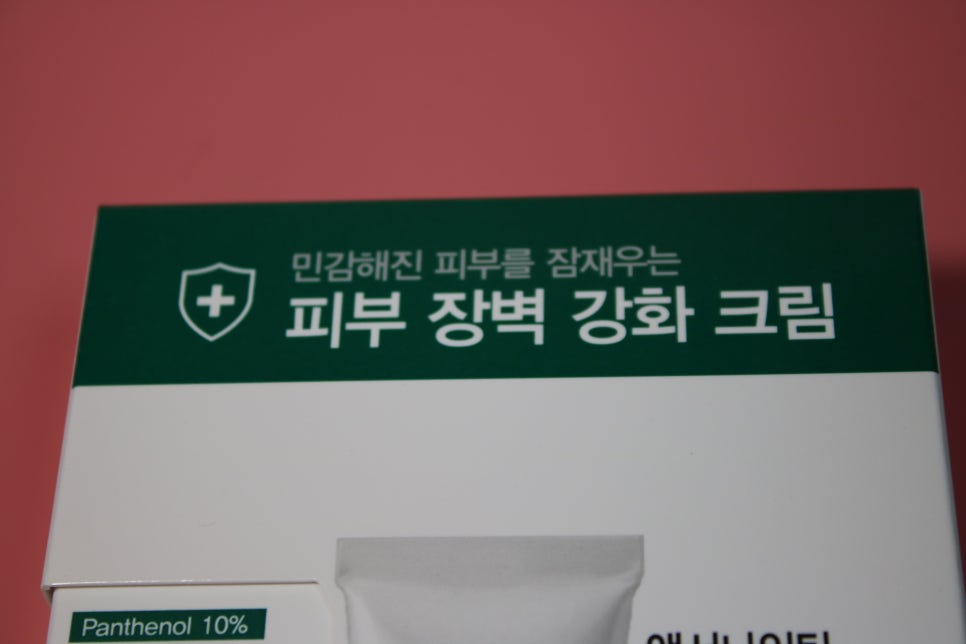 민감해진 피부를 잠재우는
피부 장벽 강화 크림
Panthenol 10%